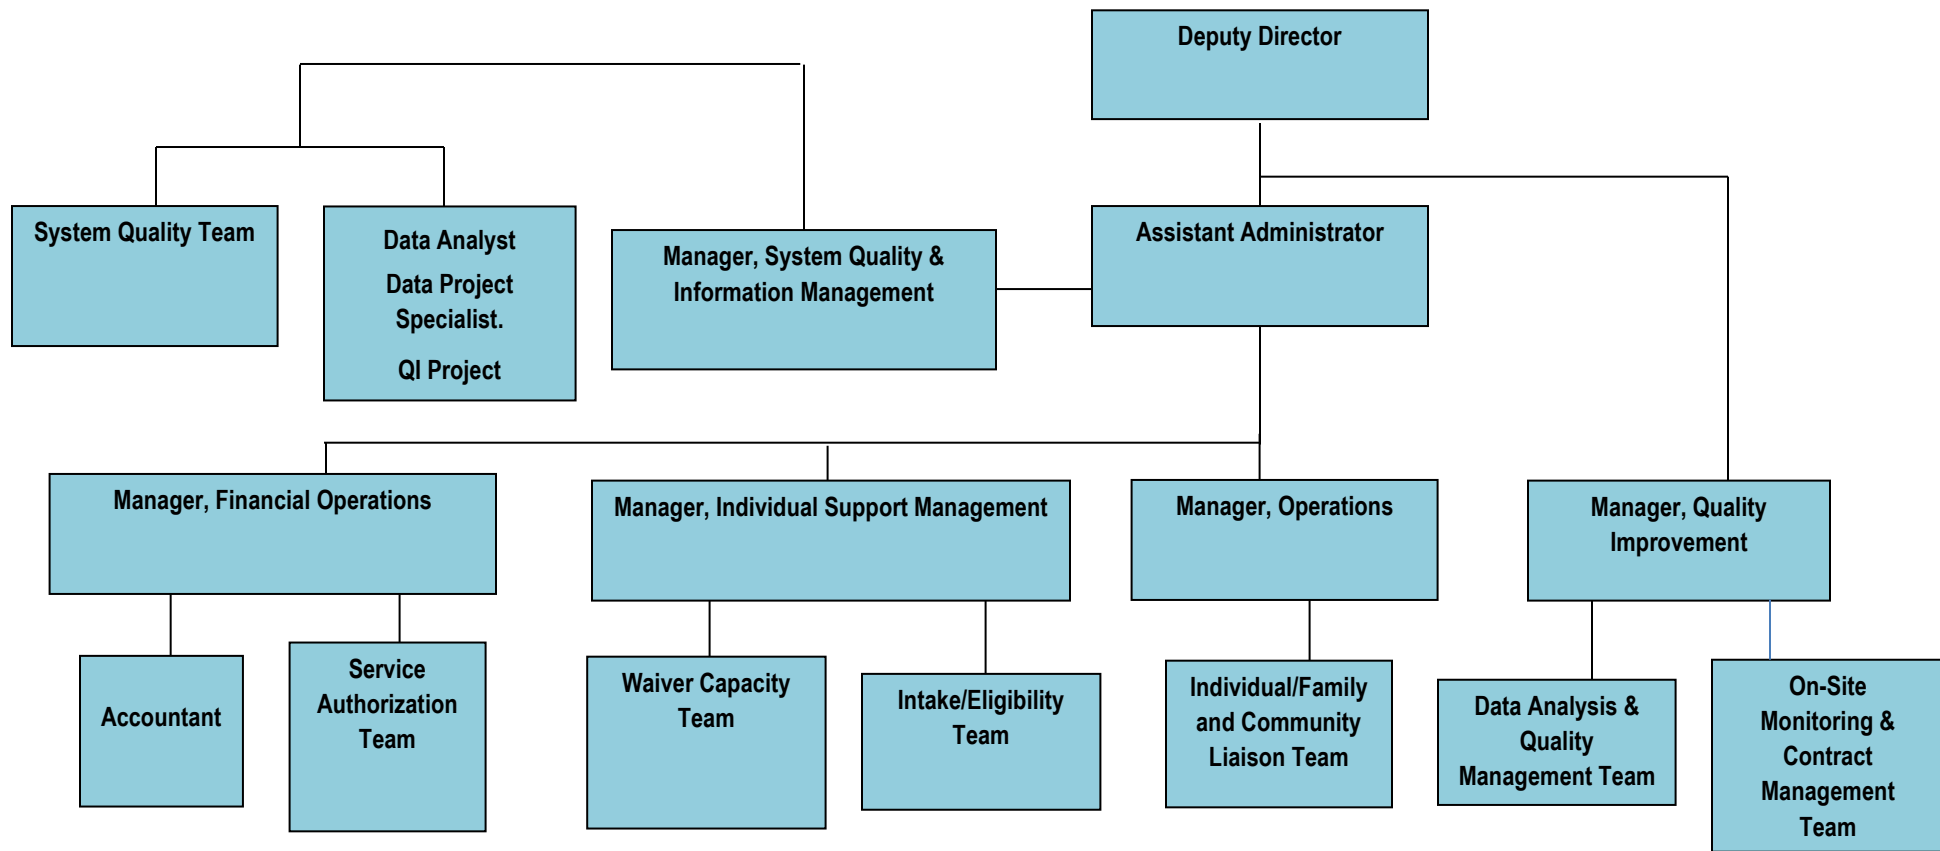 Deputy Director
System Quality Team
Data Analyst
Data Project
Specialist.
QI Project
Manager, System Quality &
Information Management
Assistant Administrator
Manager, Financial Operations
Manager, Individual Support Management
Manager, Operations
Manager, Quality
Improvement
Accountant
Service
Authorization
Team
Waiver Capacity
Team
Intake/Eligibility
Team
Individual/Family
and Community
Liaison Team
Data Analysis &
Quality
Management Team
On-Site
Monitoring &
Contract
Management
Team